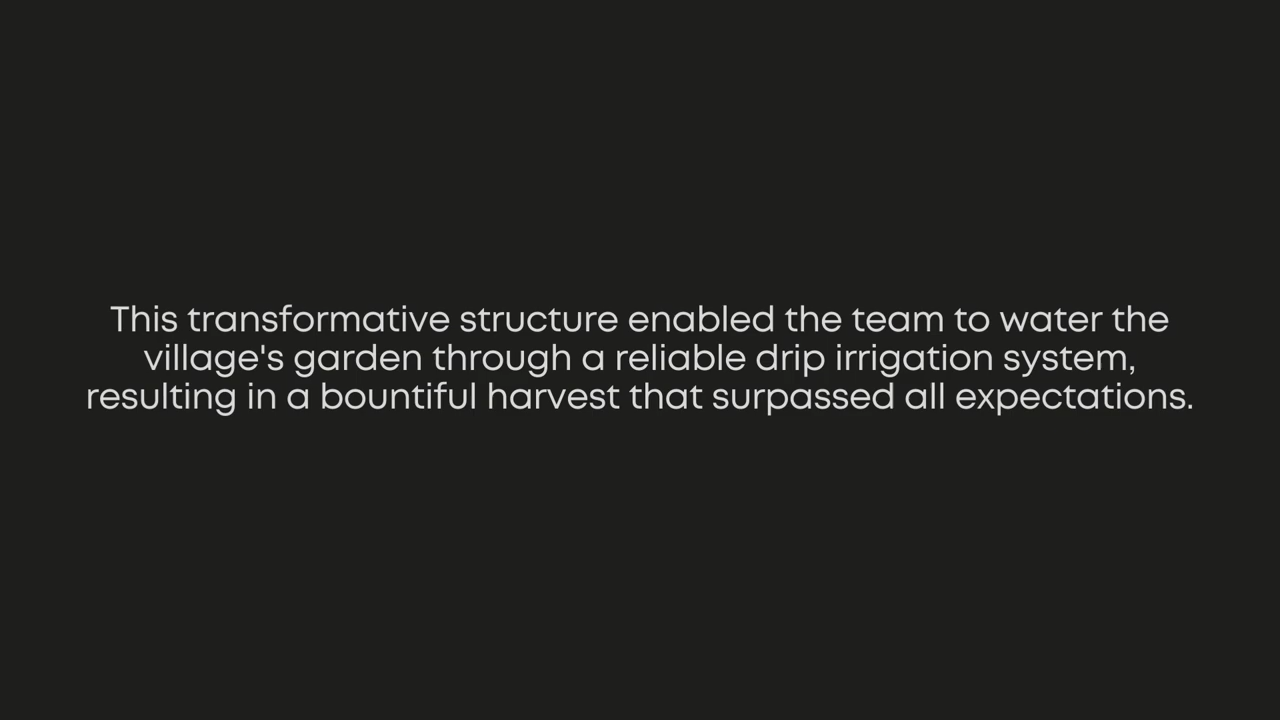 This transformative structure enabled the team to water the
village's garden through a reliable drip irrigation system,
resulting in a bountiful harvest that surpassed all expectations.